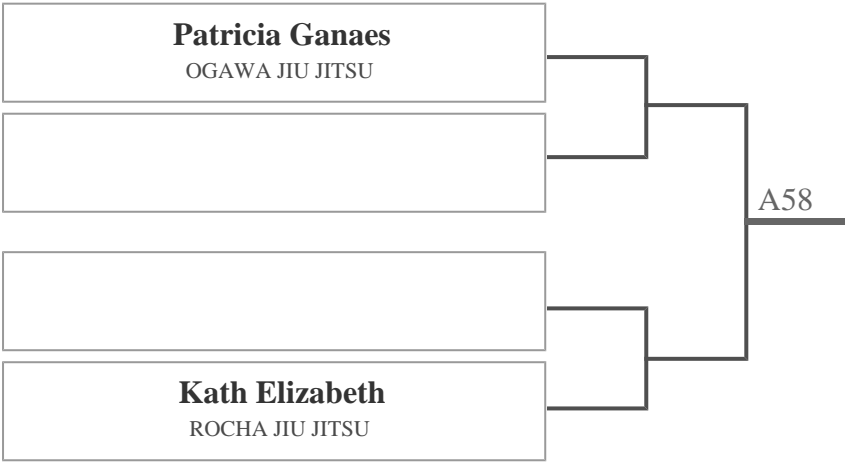 Patricia Ganaes
OGAWA JIU JITSU
A58
Kath Elizabeth
ROCHA JIU JITSU